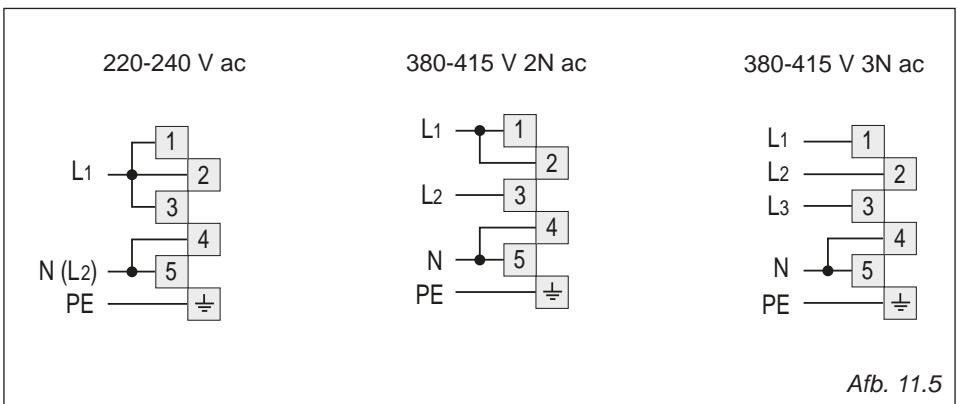 220-240 V ac
L1
N (L2)
PE
1
2
3
4
5
380-415 V 2N ac
L1
L2
N
PE
1
2
3
4
5
380-415 V 3N ac
L1
L2
L3
N
PE
1
2
3
4
5
Afb. 11.5